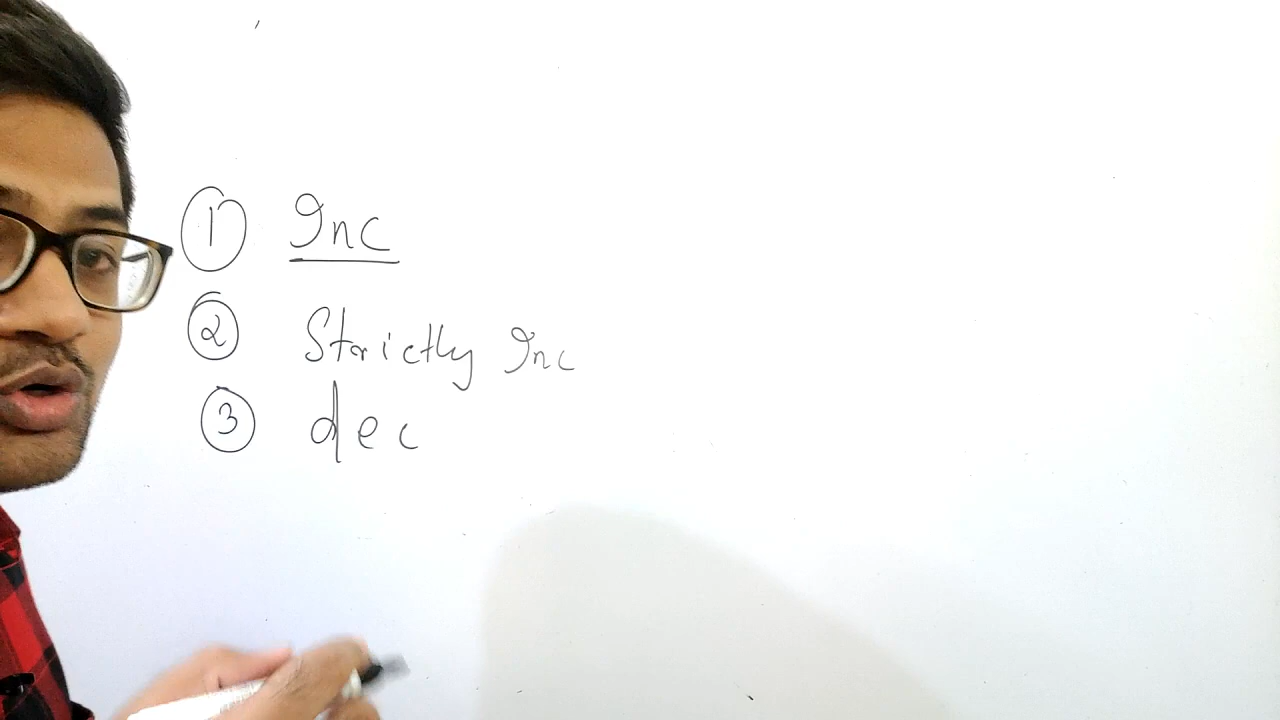 ① Inc
② Strictly Inc
③ dec